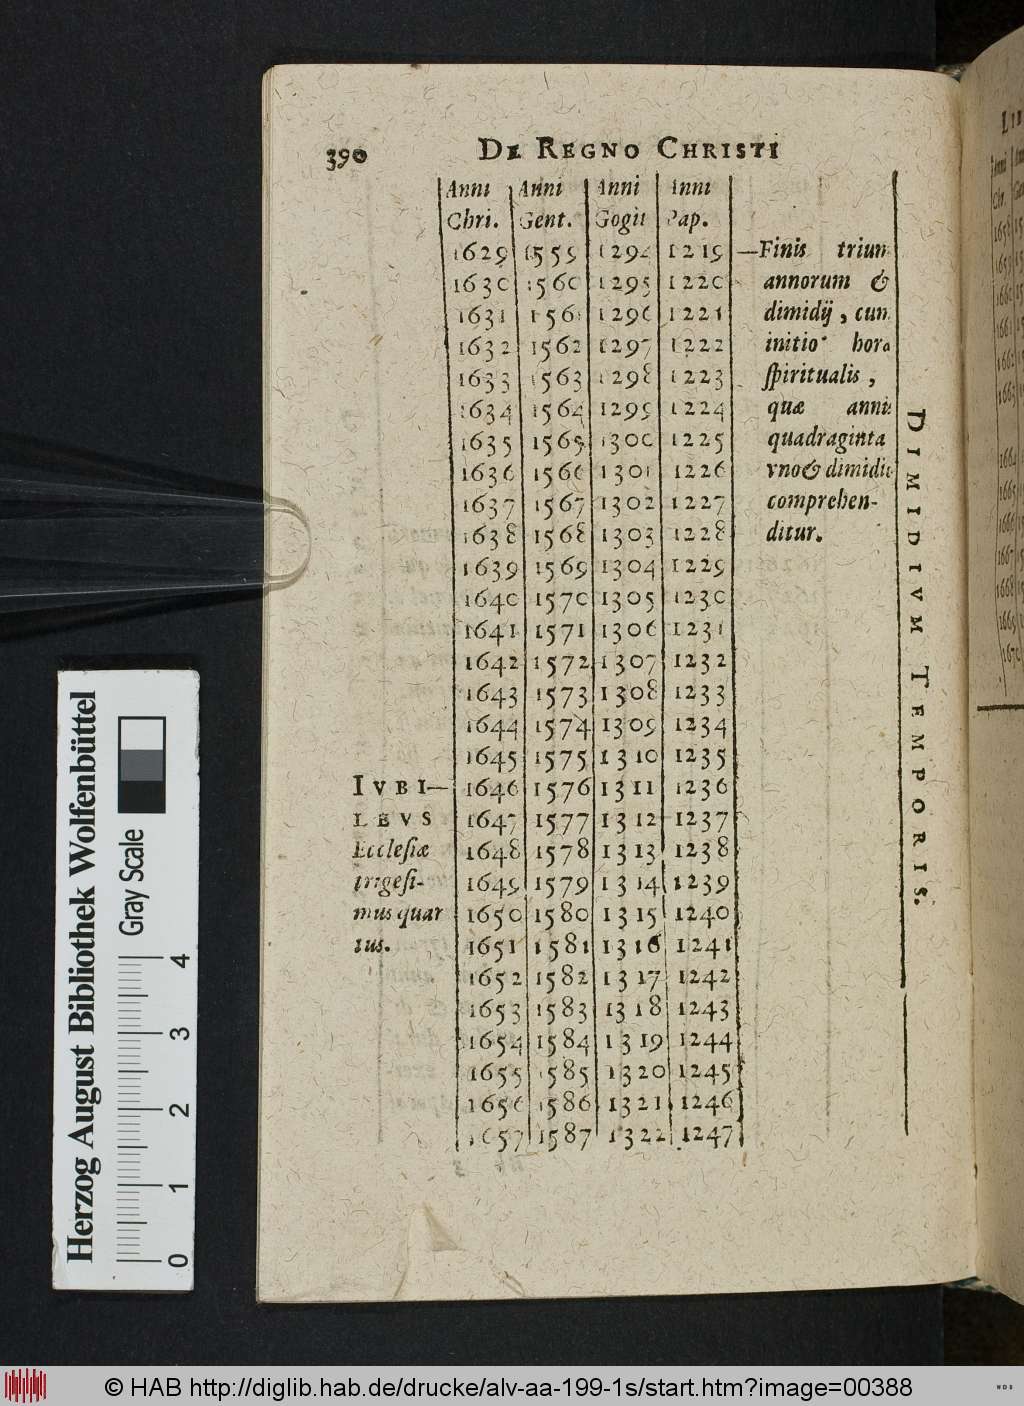 390 DE REGNO CHRISTI
Anni Anni Anni Anni
Chri. Gent. Gogit Pap.
1629 1559 1294 1219 —Finis trium
1630 1560 1295 1220 annorum &
1631 1561 1296 1221 dimidij, cum
1632 1562 1297 1222 initio horæ
1633 1563 1298 1223 spiritualis,
1634 1564 1299 1224 quæ annis
1635 1565 1300 1225 quadraginta
1636 1566 1301 1226 vno & dimidio
1637 1567 1302 1227 comprehen-
1638 1568 1303 1228 ditur.
1639 1569 1304 1229
1640 1570 1305 1230
1641 1571 1306 1231
1642 1572 1307 1232
1643 1573 1308 1233
1644 1574 1309 1234
1645 1575 1310 1235
IVBI— 1646 1576 1311 1236
LEVS 1647 1577 1312 1237
Ecclesiæ 1648 1578 1313 1238
trigesi- 1649 1579 1314 1239
mus quar 1650 1580 1315 1240
tus. 1651 1581 1316 1241
1652 1582 1317 1242
1653 1583 1318 1243
1654 1584 1319 1244
1655 1585 1320 1245
1656 1586 1321 1246
1657 1587 1322 1247
DIMIDIVM TEMPORIS.
Herzog August Bibliothek Wolfenbüttel
Gray Scale
0 1 2 3 4
© HAB http://diglib.hab.de/drucke/alv-aa-199-1s/start.htm?image=00388